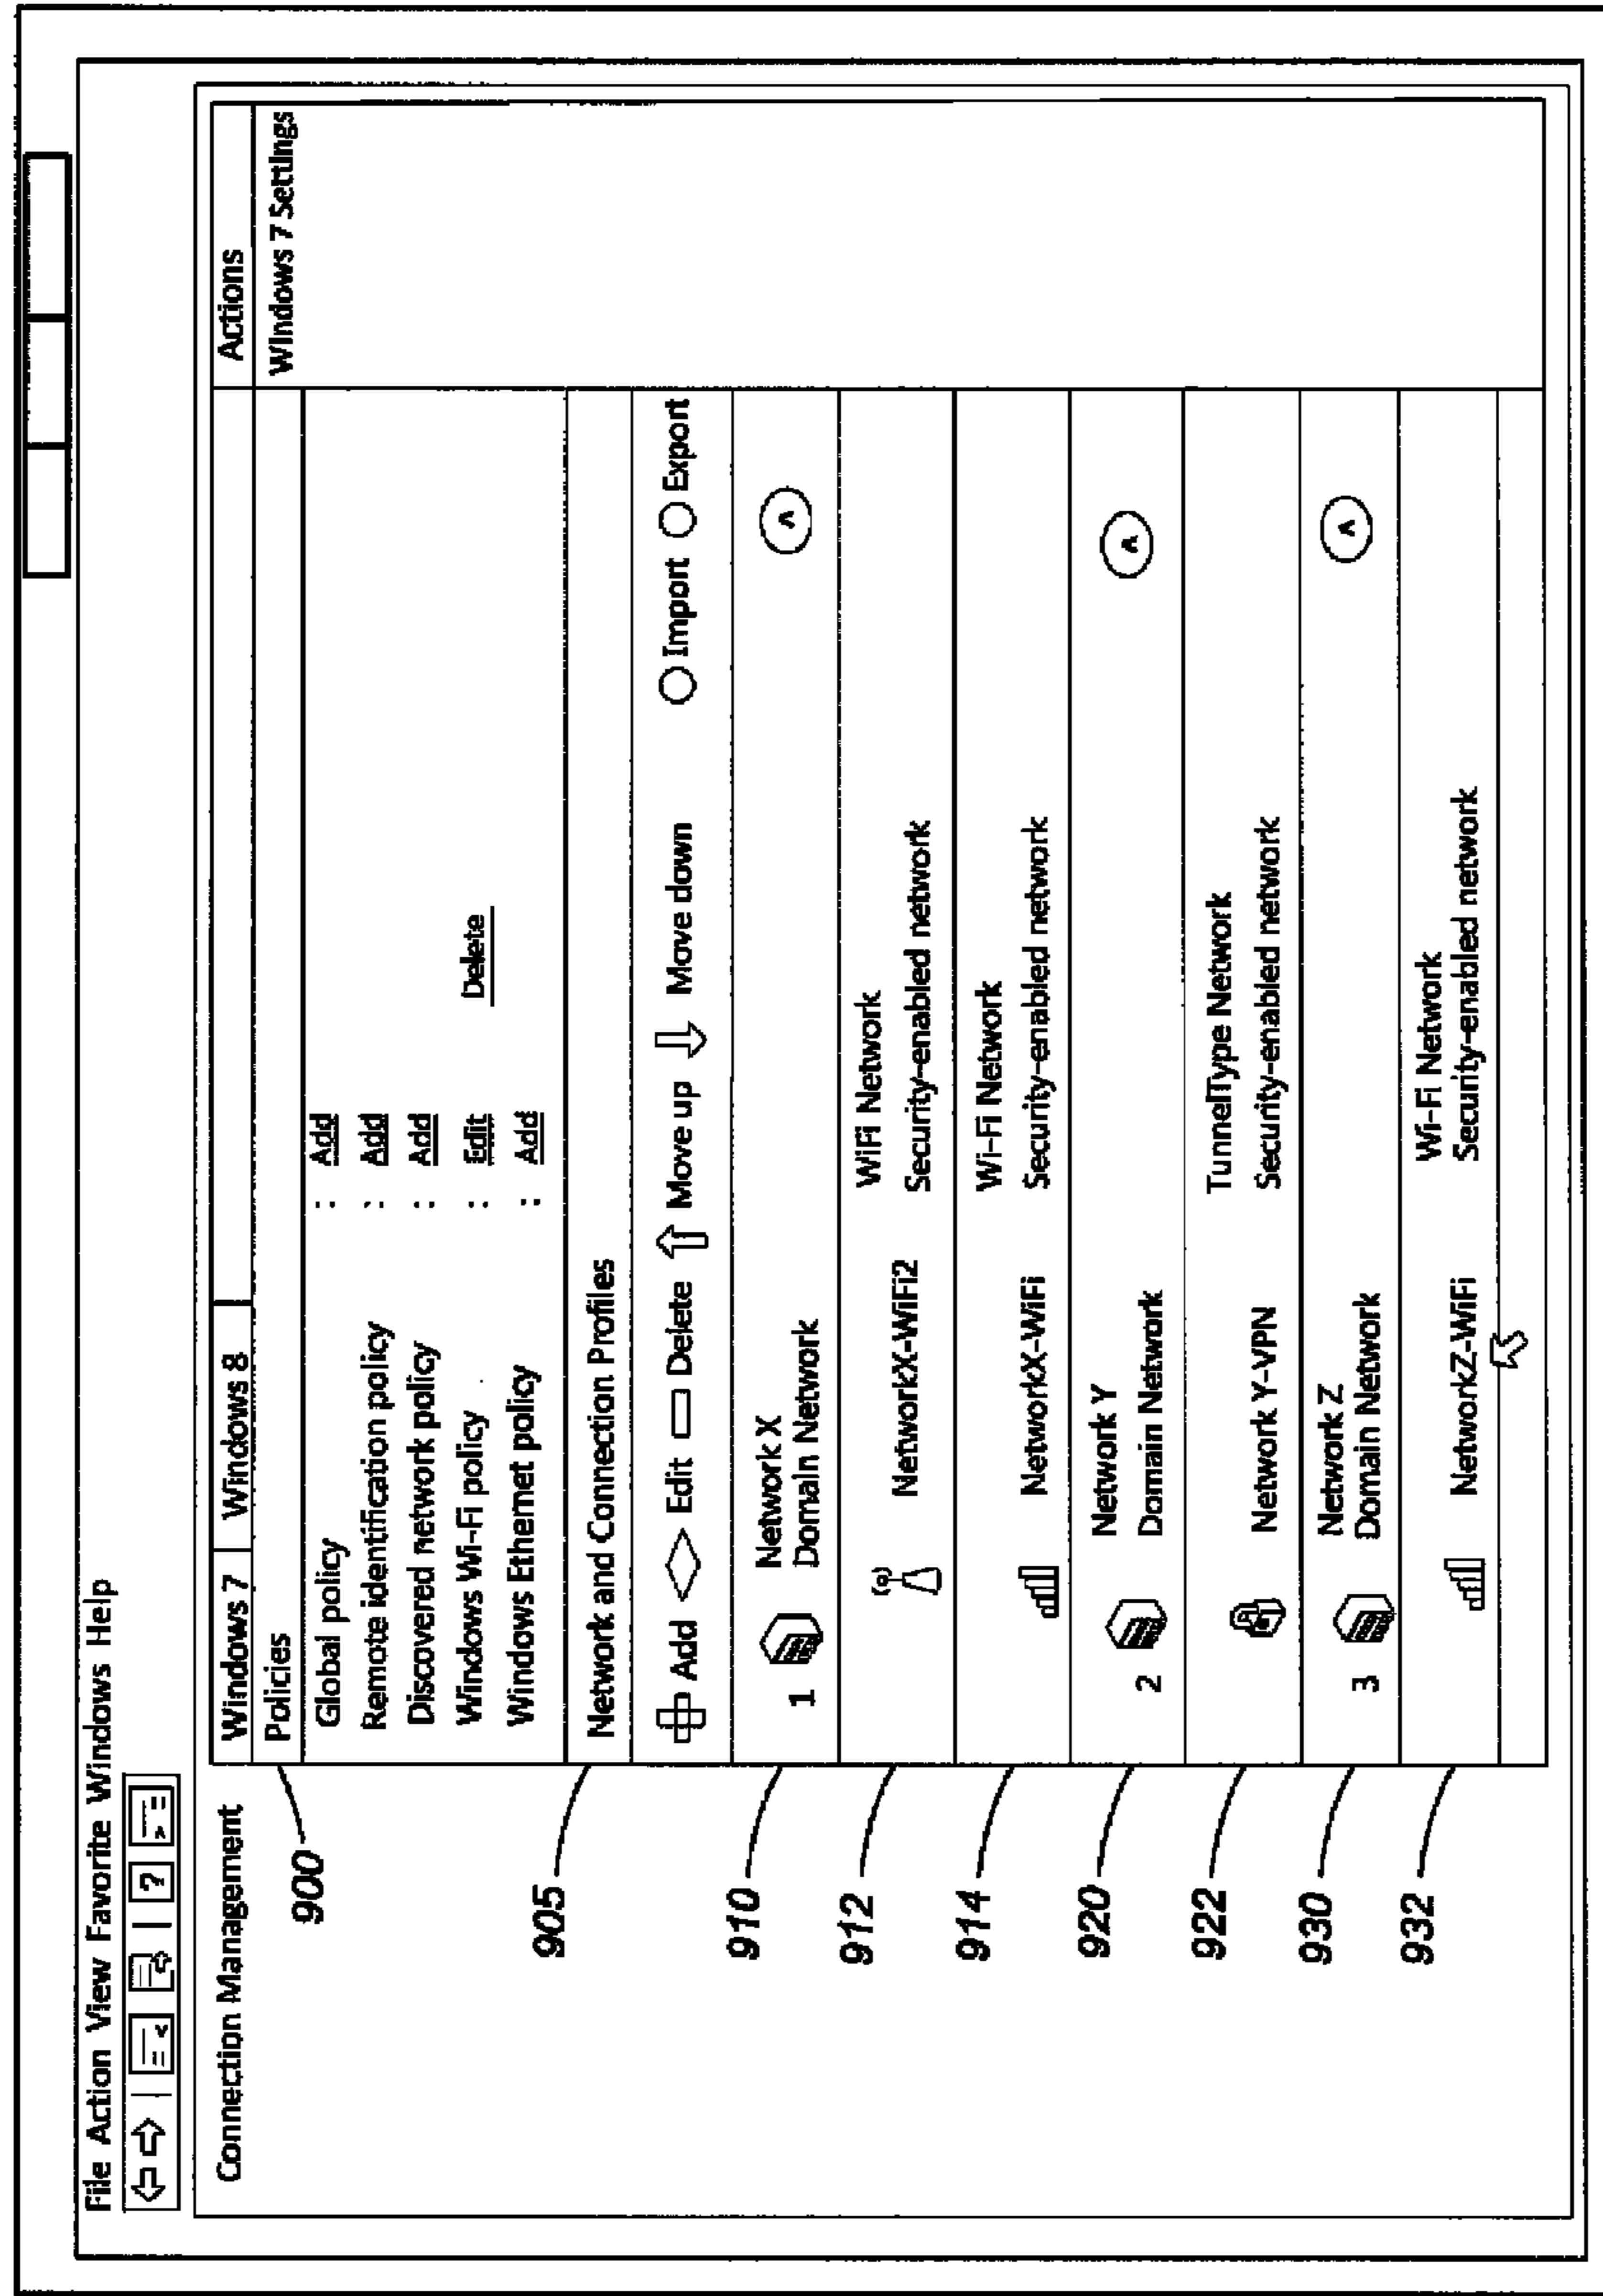 File Action View Favorite Windows Help
?
Connection Management
Windows 7 Windows 8 Actions
Policies Windows 7 Settings
Global policy : Add
Remote identification policy : Add
Discovered network policy : Add
Windows Wi-Fi policy : Edit Delete
Windows Ethernet policy : Add
Network and Connection Profiles
Add Edit Delete Move up Move down Import Export
1 Network X
Domain Network
NetworkX-WiFi2 WiFi Network
Security-enabled network
NetworkX-WiFi Wi-Fi Network
Security-enabled network
2 Network Y
Domain Network
Network Y-VPN TunnelType Network
Security-enabled network
3 Network Z
Domain Network
NetworkZ-WiFi Wi-Fi Network
Security-enabled network
900
905
910
912
914
920
922
930
932